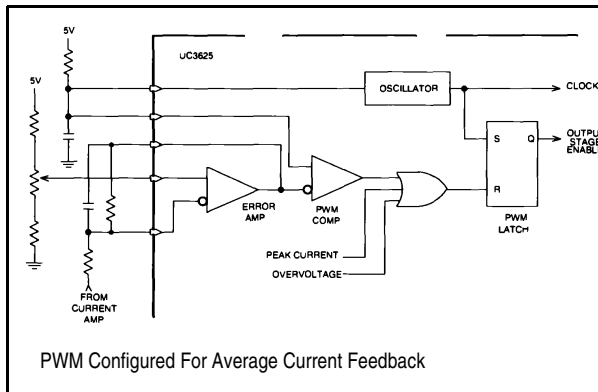 5V
UC3625
5V
OSCILLATOR
CLOCK
S
Q
OUTPUT
STAGE
ENABLE
R
ERROR
AMP
PWM
COMP
PWM
LATCH
PEAK CURRENT
OVERVOLTAGE
FROM
CURRENT
AMP
PWM Configured For Average Current Feedback